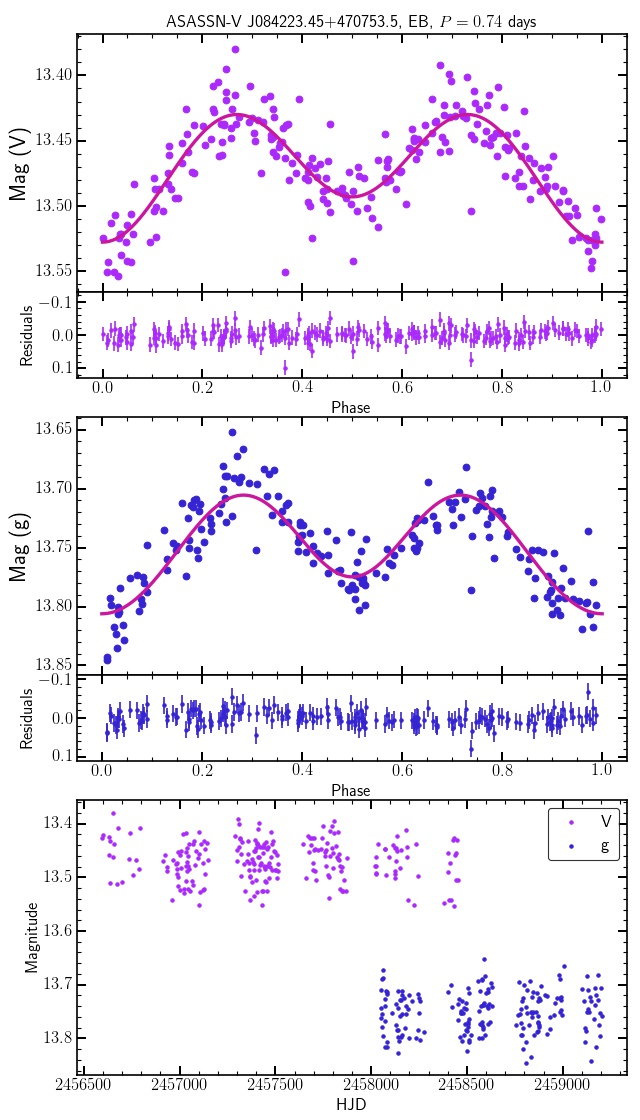 ASASSN-V J084223.45+470753.5, EB, P = 0.74 days
Mag (V)
13.40
13.45
13.50
13.55
Residuals
−0.1
0.0
0.1
0.0 0.2 0.4 0.6 0.8 1.0
Phase
Mag (g)
13.65
13.70
13.75
13.80
13.85
Residuals
−0.1
0.0
0.1
0.0 0.2 0.4 0.6 0.8 1.0
Phase
Magnitude
13.4
13.5
13.6
13.7
13.8
V
g
2456500 2457000 2457500 2458000 2458500 2459000
HJD